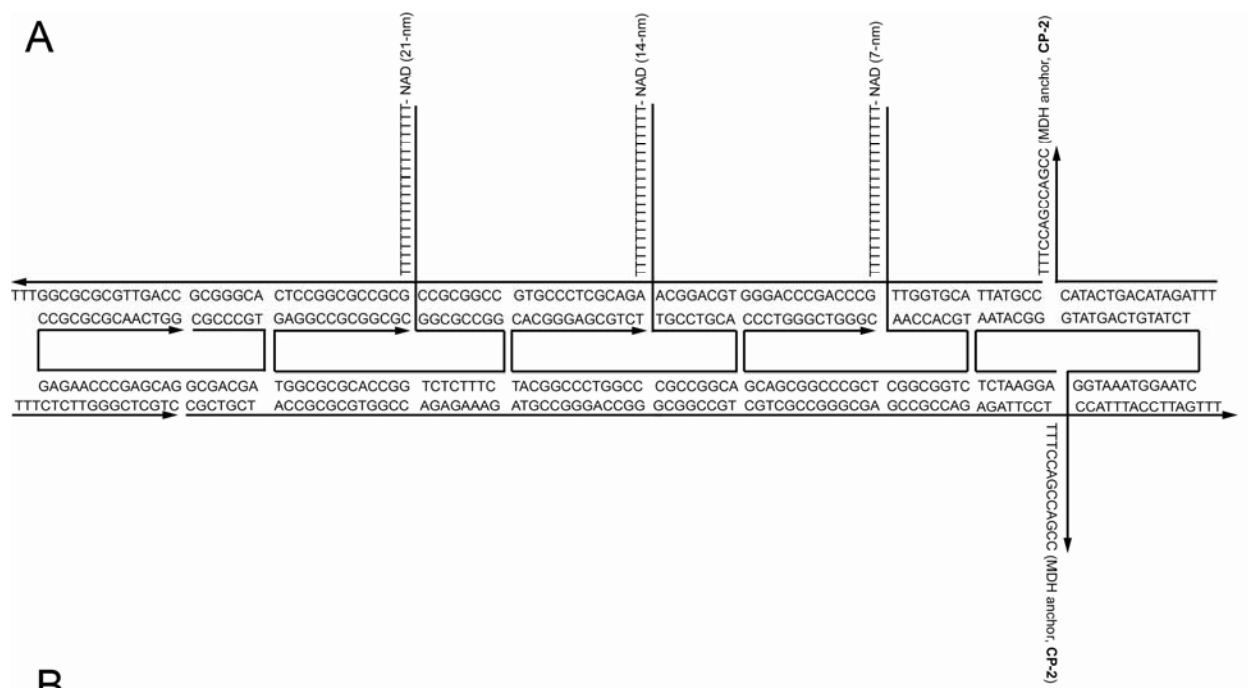 A
TTTTTTTTTTTTTTTTTTTT- NAD (21-nm)
TTTTTTTTTTTTTTTTTTTT- NAD (14-nm)
TTTTTTTTTTTTTTTTTTTT- NAD (7-nm)
TTTCCAGCCAGCC (MDH anchor, CP-2)
TTTGGCGCGCGTTGACC GCGGGCA CTCCGGCGCCGCG CCGCGGCC GTGCCCTCGCAGA ACGGACGT GGGACCCGACCCG TTGGTGCA TTATGCC CATACTGACATAGATTT
CCGCGCGCAACTGG CGCCCGT GAGGCCGCGGCGC GGCGCCGG CACGGGAGCGTCT TGCCTGCA CCCTGGGCTGGGC AACCACGT AATACGG GTATGACTGTATCT
GAGAACCCGAGCAG GCGACGA TGGCGCGCACCGG TCTCTTTC TACGGCCCTGGCC CGCCGGCA GCAGCGGCCCGCT CGGCGGTC TCTAAGGA GGTAAATGGAATC
TTTCTCTTGGGCTCGTC CGCTGCT ACCGCGCGTGGCC AGAGAAAG ATGCCGGGACCGG GCGGCCGT CGTCGCCGGGCGA GCCGCCAG AGATTCCT CCATTTACCTTAGTTT
TTTCCAGCCAGCC (MDH anchor, CP-2)
B